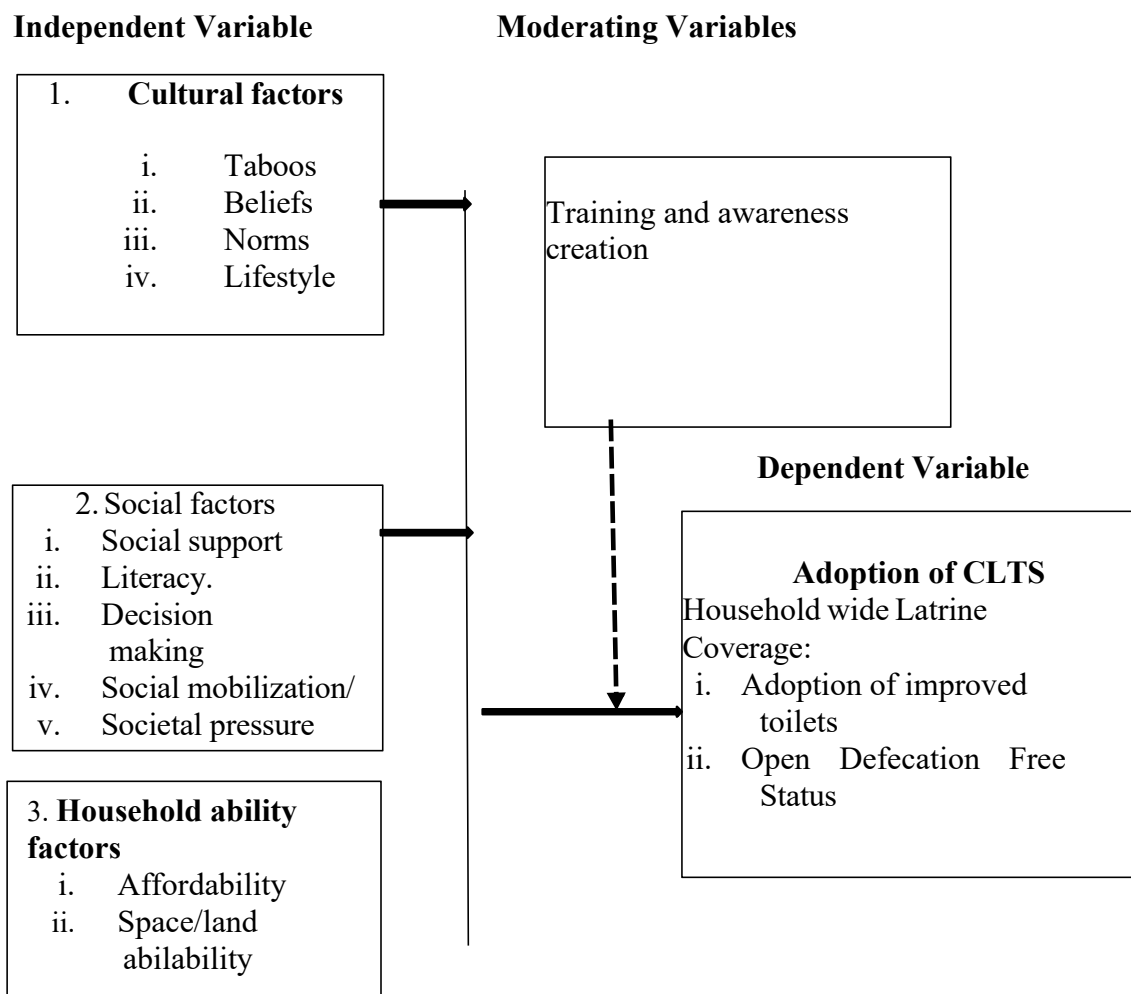 Independent Variable
Moderating Variables
1. Cultural factors
i. Taboos
ii. Beliefs
iii. Norms
iv. Lifestyle
Training and awareness
creation
2. Social factors
i. Social support
ii. Literacy.
iii. Decision
making
iv. Social mobilization/
v. Societal pressure
3. Household ability
factors
i. Affordability
ii. Space/land
abilability
Dependent Variable
Adoption of CLTS
Household wide Latrine
Coverage:
i. Adoption of improved
toilets
ii. Open Defecation Free
Status